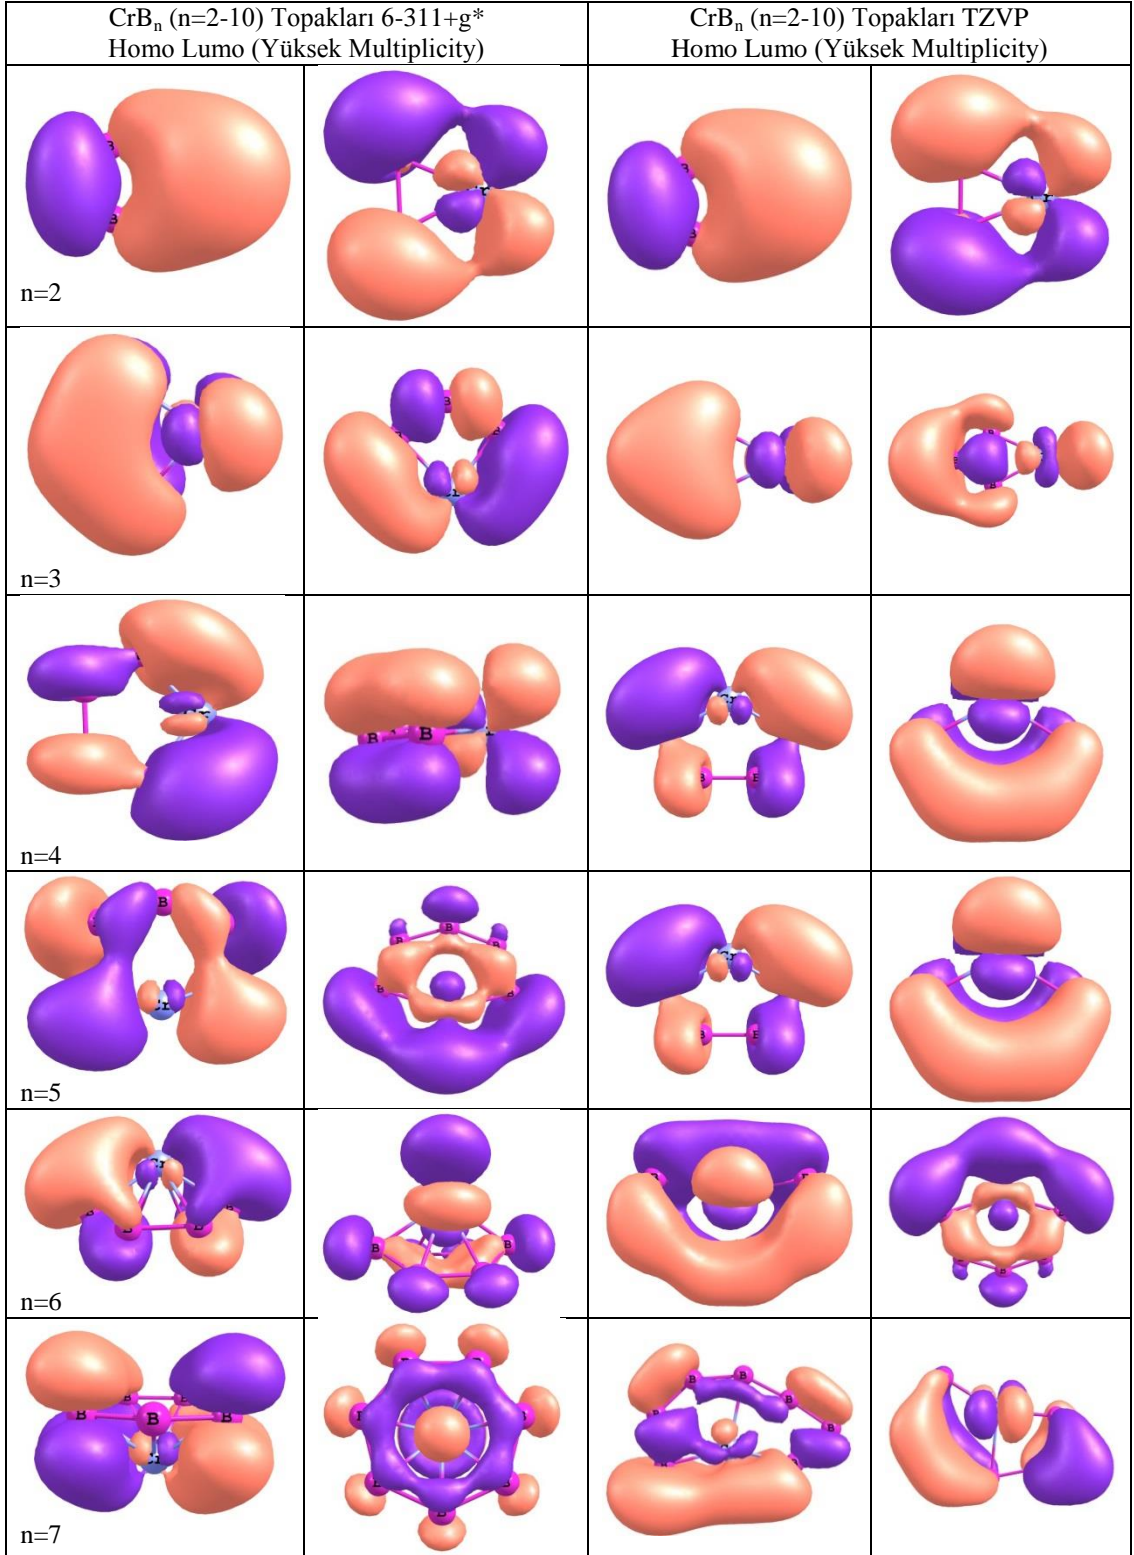 CrBn (n=2-10) Topakları 6-311+g*
Homo Lumo (Yüksek Multiplicity)
CrBn (n=2-10) Topakları TZVP
Homo Lumo (Yüksek Multiplicity)
n=2
n=3
n=4
n=5
n=6
n=7